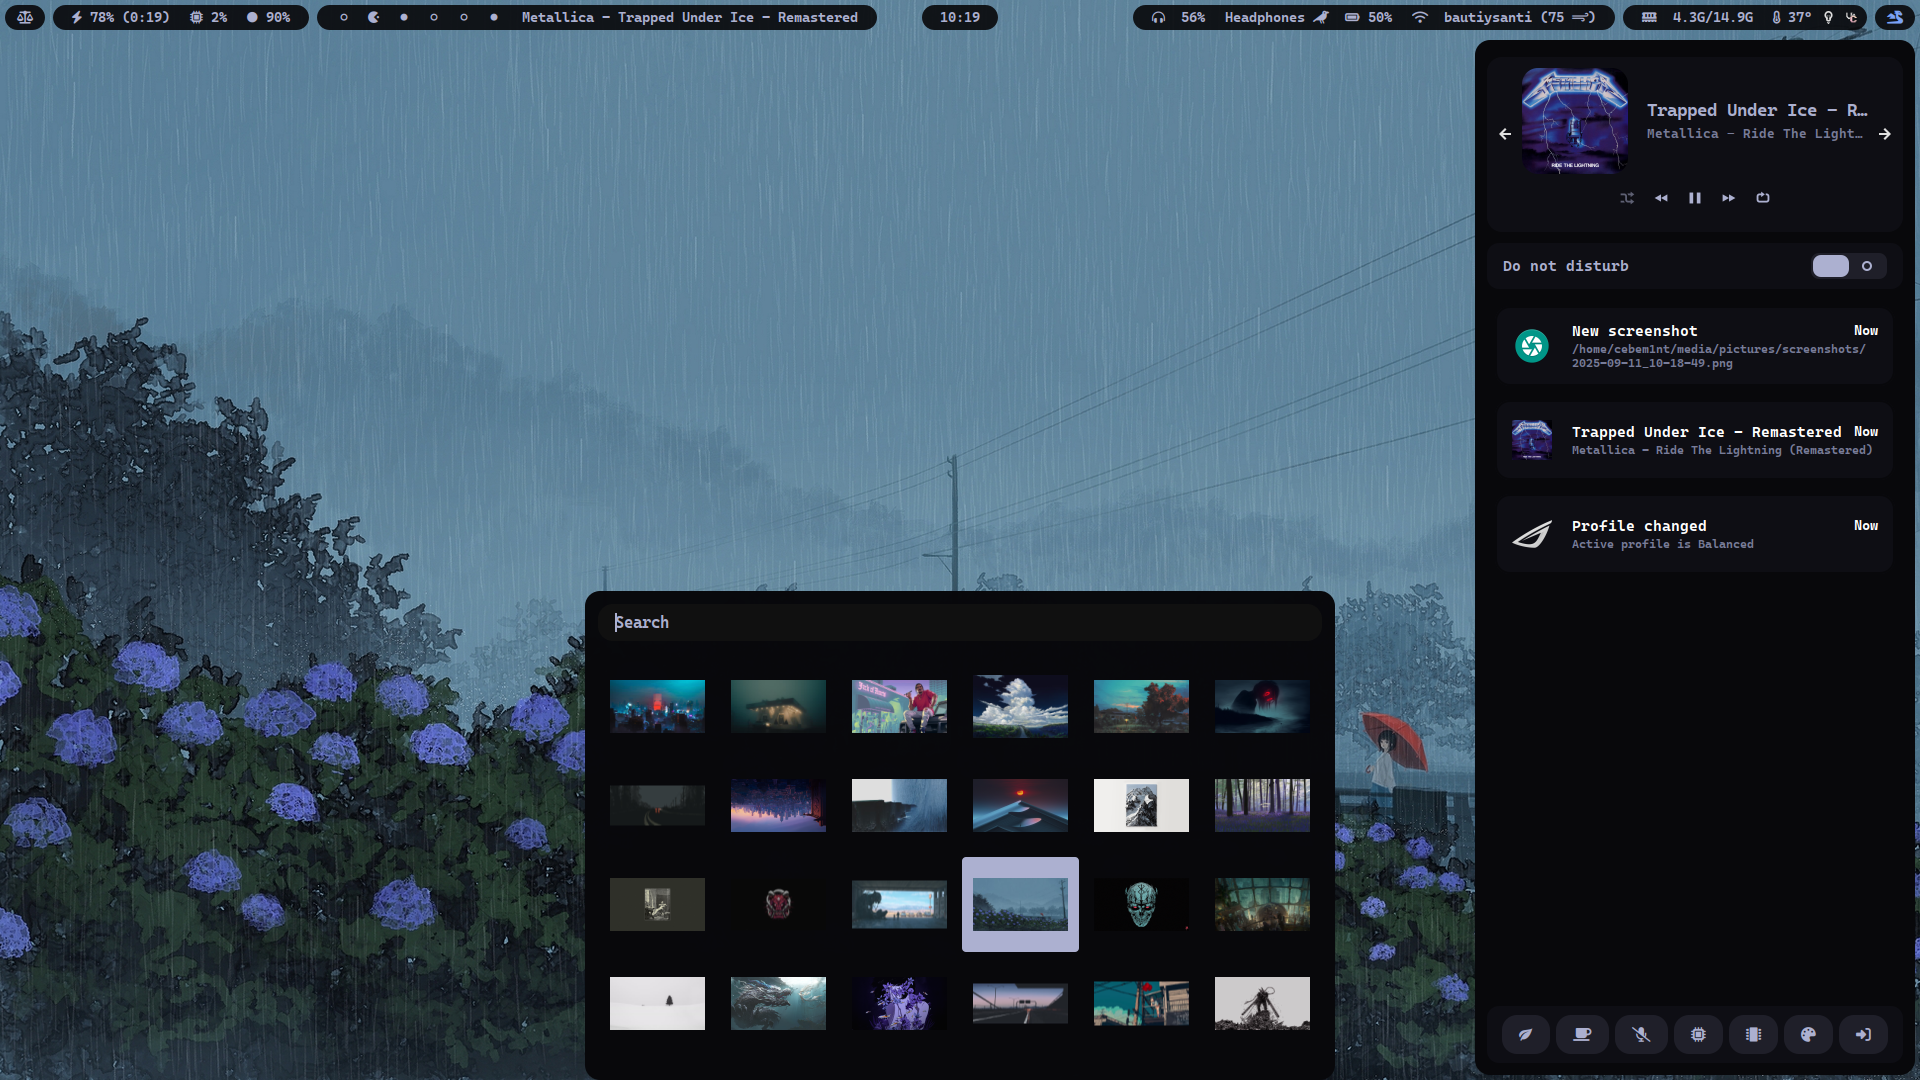 78% (0:19) 2% 90%
Metallica - Trapped Under Ice - Remastered
10:19
56% Headphones 50% bautiysanti (75 )
4.3G/14.9G 37°
RIDE THE LIGHTNING
Trapped Under Ice - R…
Metallica - Ride The Light…
Do not disturb
New screenshot Now
/home/cebem1nt/media/pictures/screenshots/
2025-09-11_10-18-49.png
Trapped Under Ice - Remastered Now
Metallica - Ride The Lightning (Remastered)
Profile changed Now
Active profile is Balanced
Search